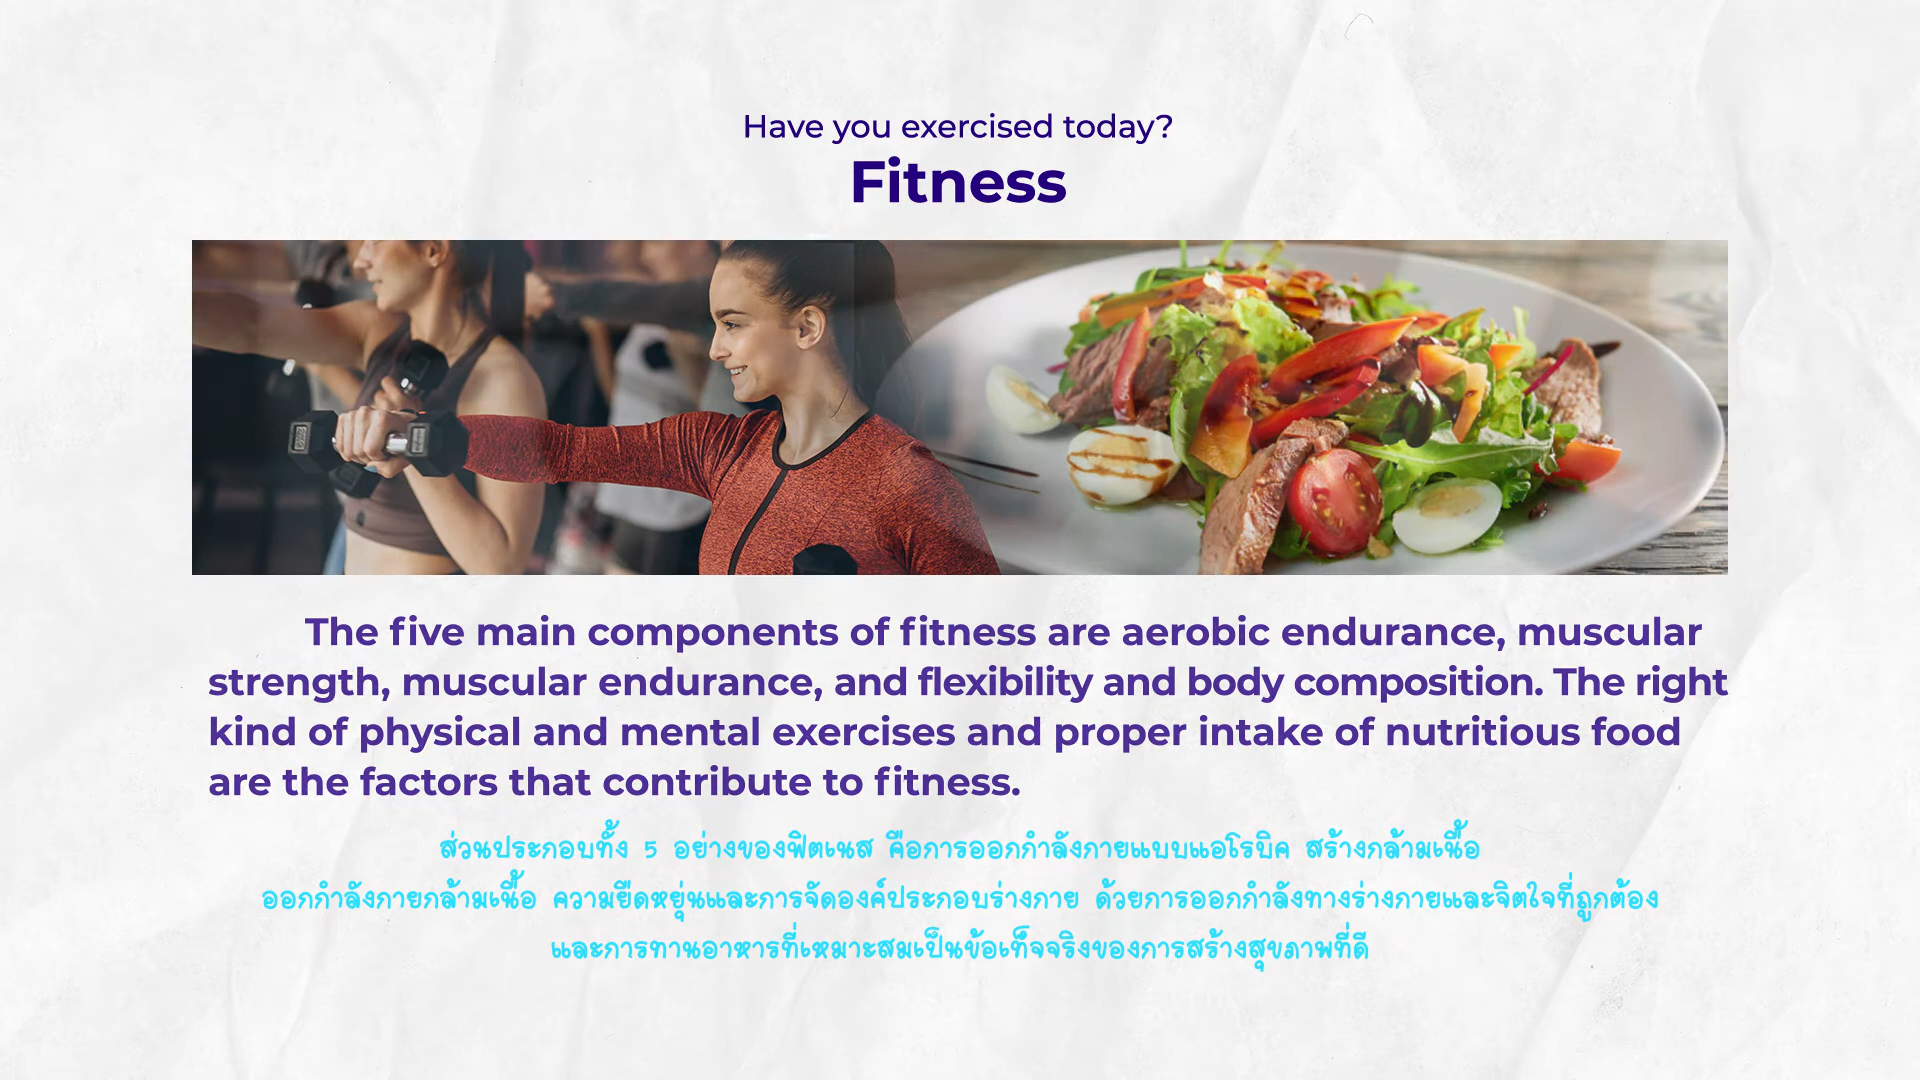 Have you exercised today?
Fitness
The five main components of fitness are aerobic endurance, muscular
strength, muscular endurance, and flexibility and body composition. The right
kind of physical and mental exercises and proper intake of nutritious food
are the factors that contribute to fitness.
ส่วนประกอบทั้ง 5 อย่างของฟิตเนส คือการออกกำลังกายแบบแอโรบิค สร้างกล้ามเนื้อ
ออกกำลังกายกล้ามเนื้อ ความยืดหยุ่นและการจัดองค์ประกอบร่างกาย ด้วยการออกกำลังทางร่างกายและจิตใจที่ถูกต้อง
และการทานอาหารที่เหมาะสมเป็นข้อเท็จจริงของการสร้างสุขภาพที่ดี